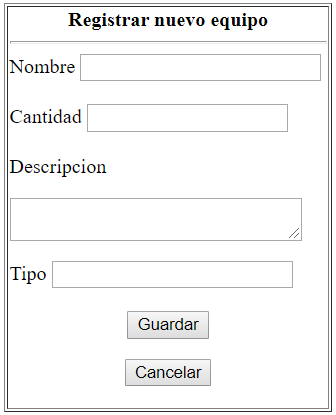 Registrar nuevo equipo
Nombre
Cantidad
Descripcion
Tipo
Guardar
Cancelar